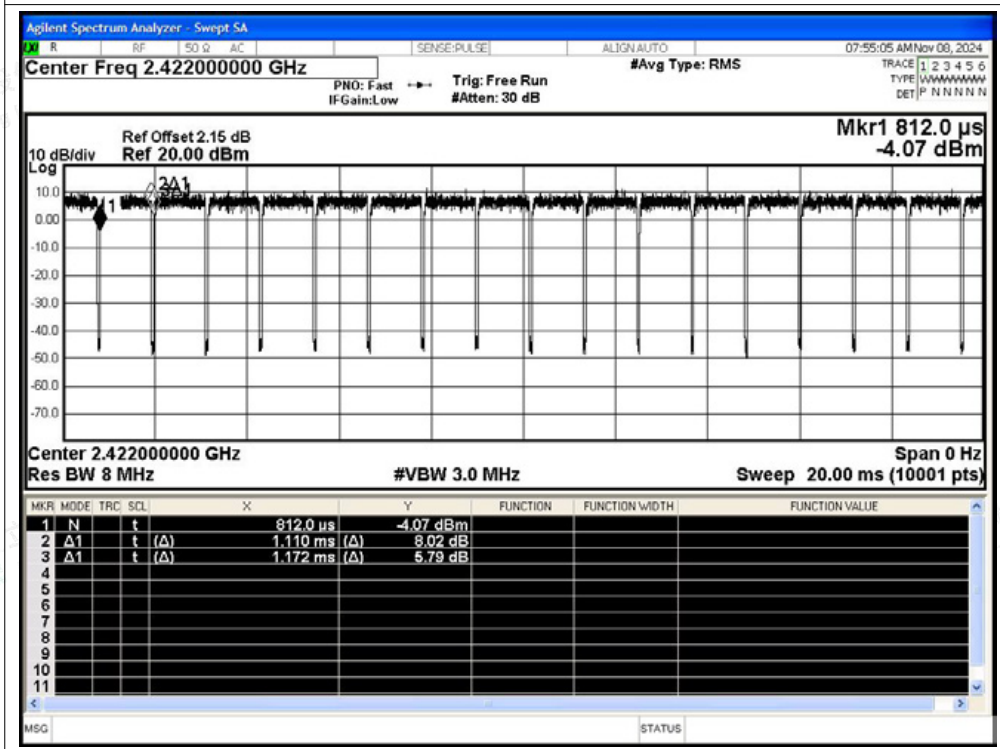 Agilent Spectrum Analyzer - Swept SA
LXI R RF 50 Ω AC SENSE:PULSE ALIGN AUTO 07:55:05 AM Nov 08, 2024
Center Freq 2.422000000 GHz
PNO: Fast
IFGain:Low
Trig: Free Run
#Atten: 30 dB
#Avg Type: RMS
TRACE 1 2 3 4 5 6
TYPE WWWWWWW
DET P N N N N N
Ref Offset 2.15 dB
10 dB/div Ref 20.00 dBm
Log
Mkr1 812.0 µs
-4.07 dBm
10.0
0.00
-10.0
-20.0
-30.0
-40.0
-50.0
-60.0
-70.0
1
2Δ1
Center 2.422000000 GHz Span 0 Hz
Res BW 8 MHz #VBW 3.0 MHz Sweep 20.00 ms (10001 pts)
MKR MODE TRC SCL X Y FUNCTION FUNCTION WIDTH FUNCTION VALUE
1 N t 812.0 µs -4.07 dBm
2 Δ1 t (Δ) 1.110 ms (Δ) 8.02 dB
3 Δ1 t (Δ) 1.172 ms (Δ) 5.79 dB
4
5
6
7
8
9
10
11
MSG STATUS